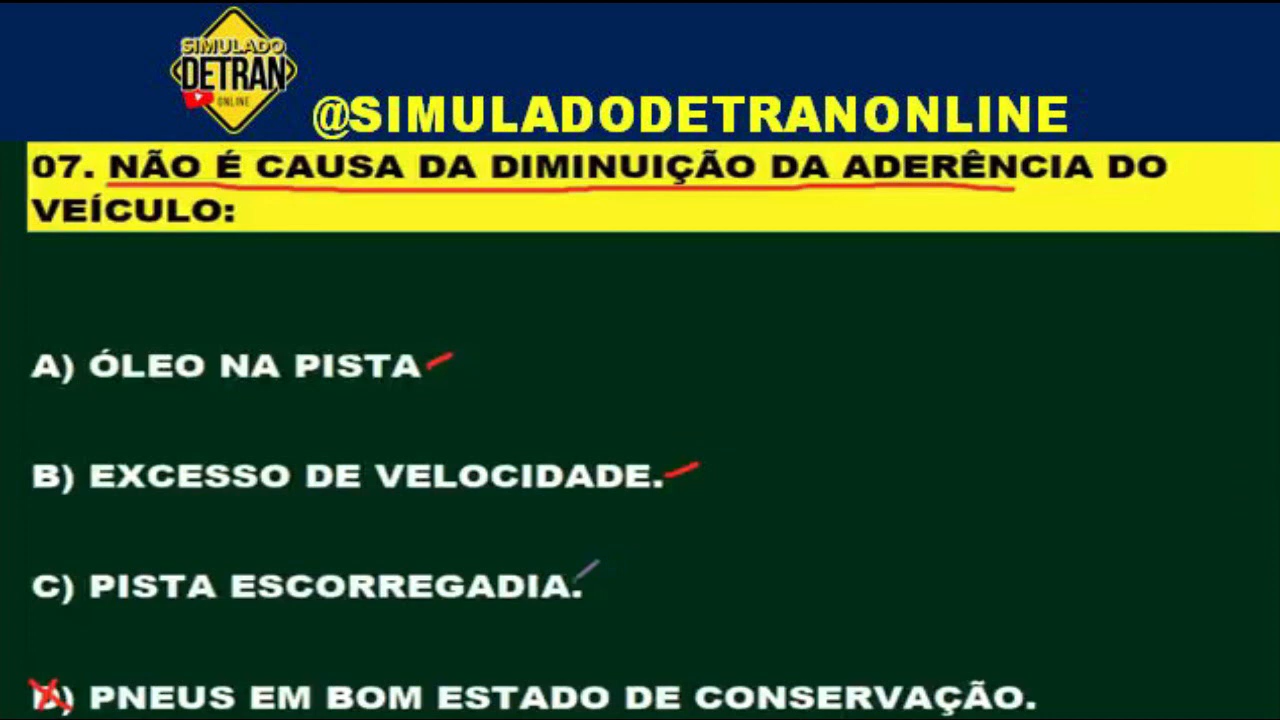 SIMULADO
DETRAN
ONLINE
@SIMULADODETRANONLINE
07. NÃO É CAUSA DA DIMINUIÇÃO DA ADERÊNCIA DO
VEÍCULO:
A) ÓLEO NA PISTA
B) EXCESSO DE VELOCIDADE.
C) PISTA ESCORREGADIA.
D) PNEUS EM BOM ESTADO DE CONSERVAÇÃO.